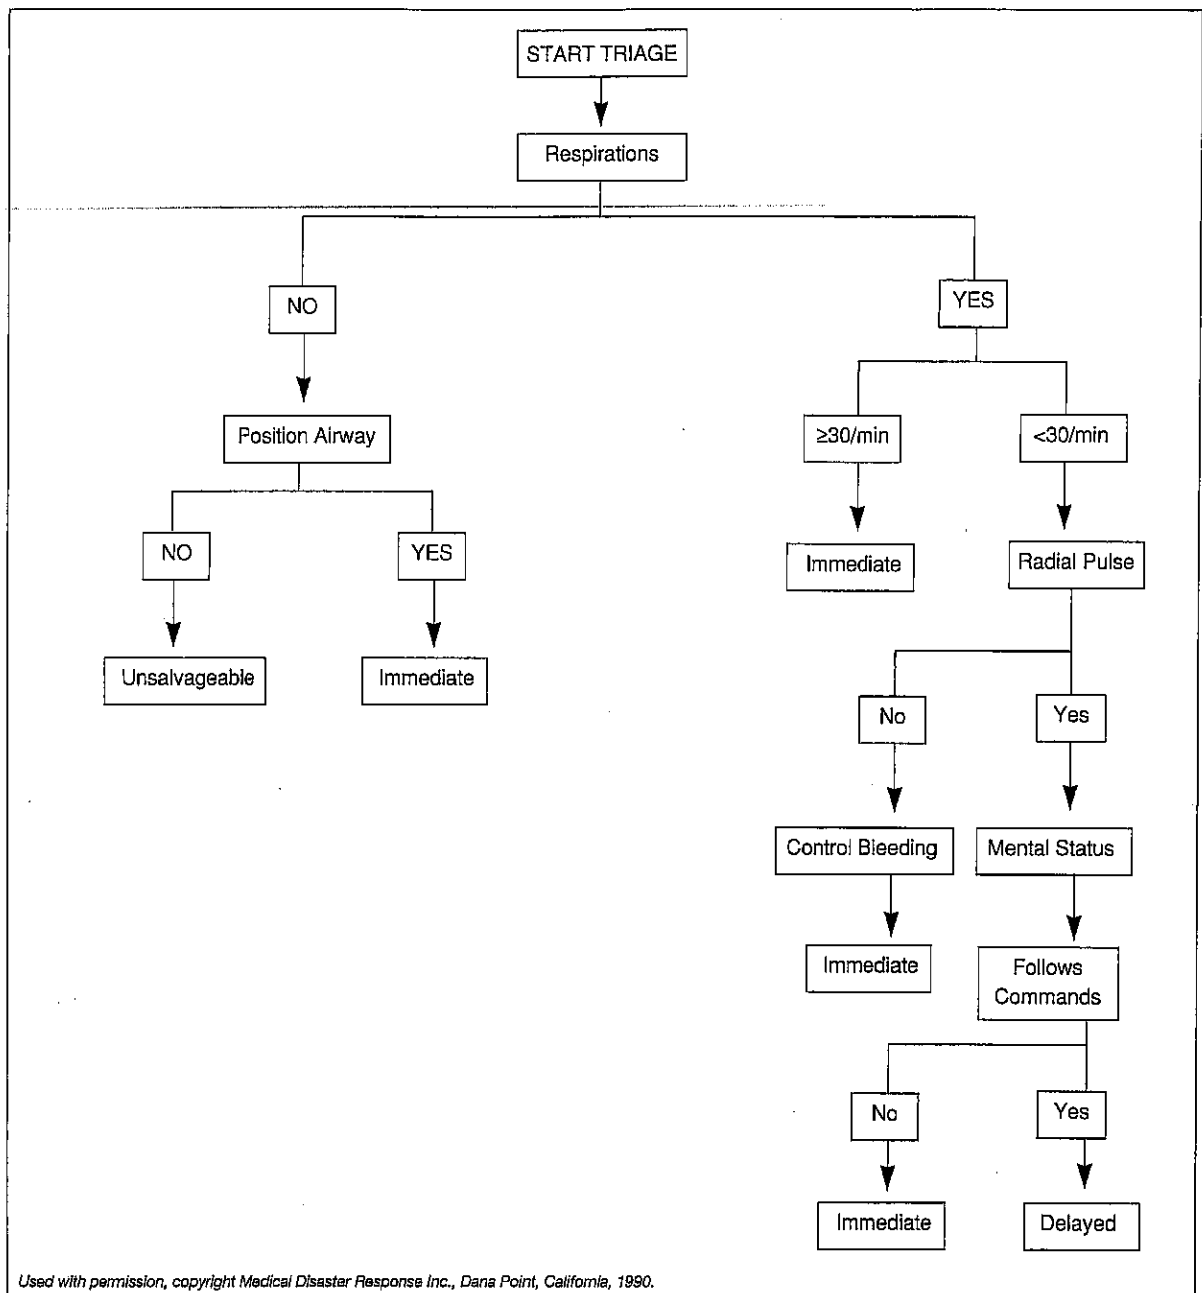 START TRIAGE
Respirations
NO
YES
Position Airway
≥30/min
<30/min
NO
YES
Immediate
Radial Pulse
Unsalvageable
Immediate
No
Yes
Control Bleeding
Mental Status
Immediate
Follows
Commands
No
Yes
Immediate
Delayed
Used with permission, copyright Medical Disaster Response Inc., Dana Point, California, 1990.